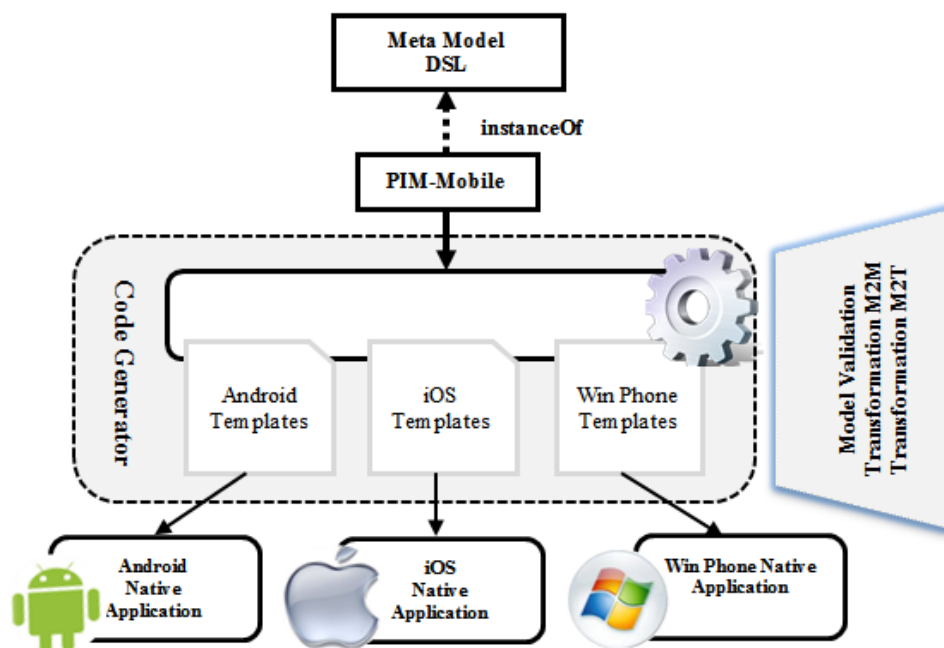 Meta Model
DSL
instanceOf
PIM-Mobile
Code Generator
Android
Templates
iOS
Templates
Win Phone
Templates
Model Validation
Transformation M2M
Transformation M2T
Android
Native
Application
iOS
Native
Application
Win Phone Native
Application